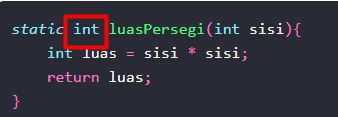 static int luasPersegi(int sisi){
    int luas = sisi * sisi;
    return luas;
}